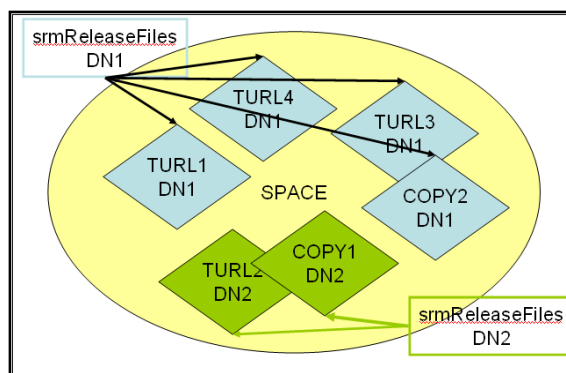 srmReleaseFiles
DN1
TURL4
DN1
TURL3
DN1
TURL1
DN1
SPACE
COPY2
DN1
TURL2
DN2
COPY1
DN2
srmReleaseFiles
DN2